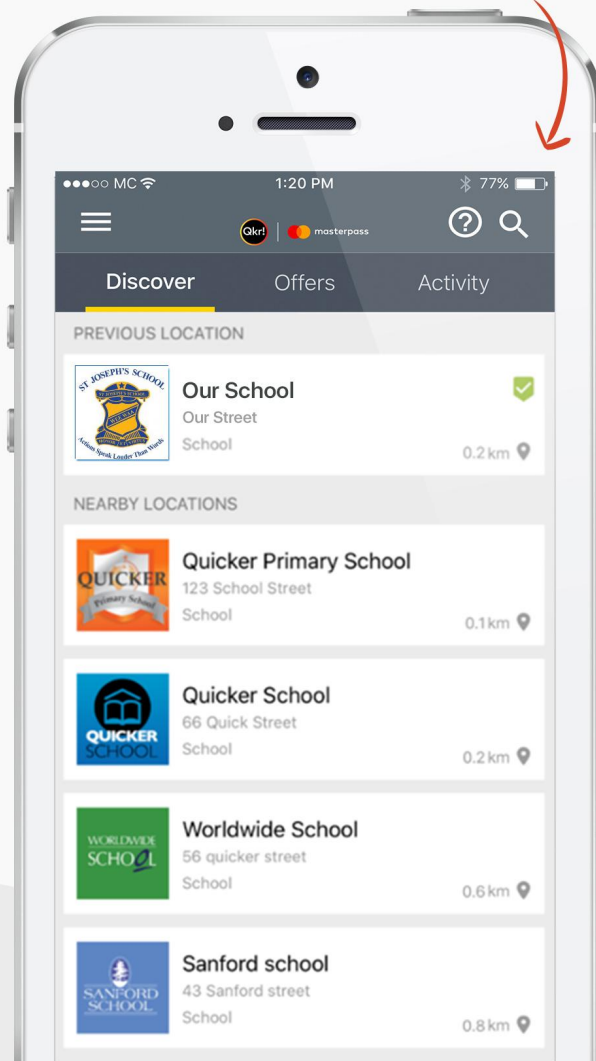 MC
1:20 PM
77%
Qkr!
masterpass
Discover
Offers
Activity
PREVIOUS LOCATION
ST JOSEPH'S SCHOOL
Actions Speak Louder Than Words
Our School
Our Street
School
0.2 km
NEARBY LOCATIONS
QUICKER
Primary School
Quicker Primary School
123 School Street
School
0.1 km
QUICKER
SCHOOL
Quicker School
66 Quick Street
School
0.2 km
WORLDWIDE
SCHOOL
Worldwide School
56 quicker street
School
0.6 km
SANFORD
SCHOOL
Sanford school
43 Sanford street
School
0.8 km